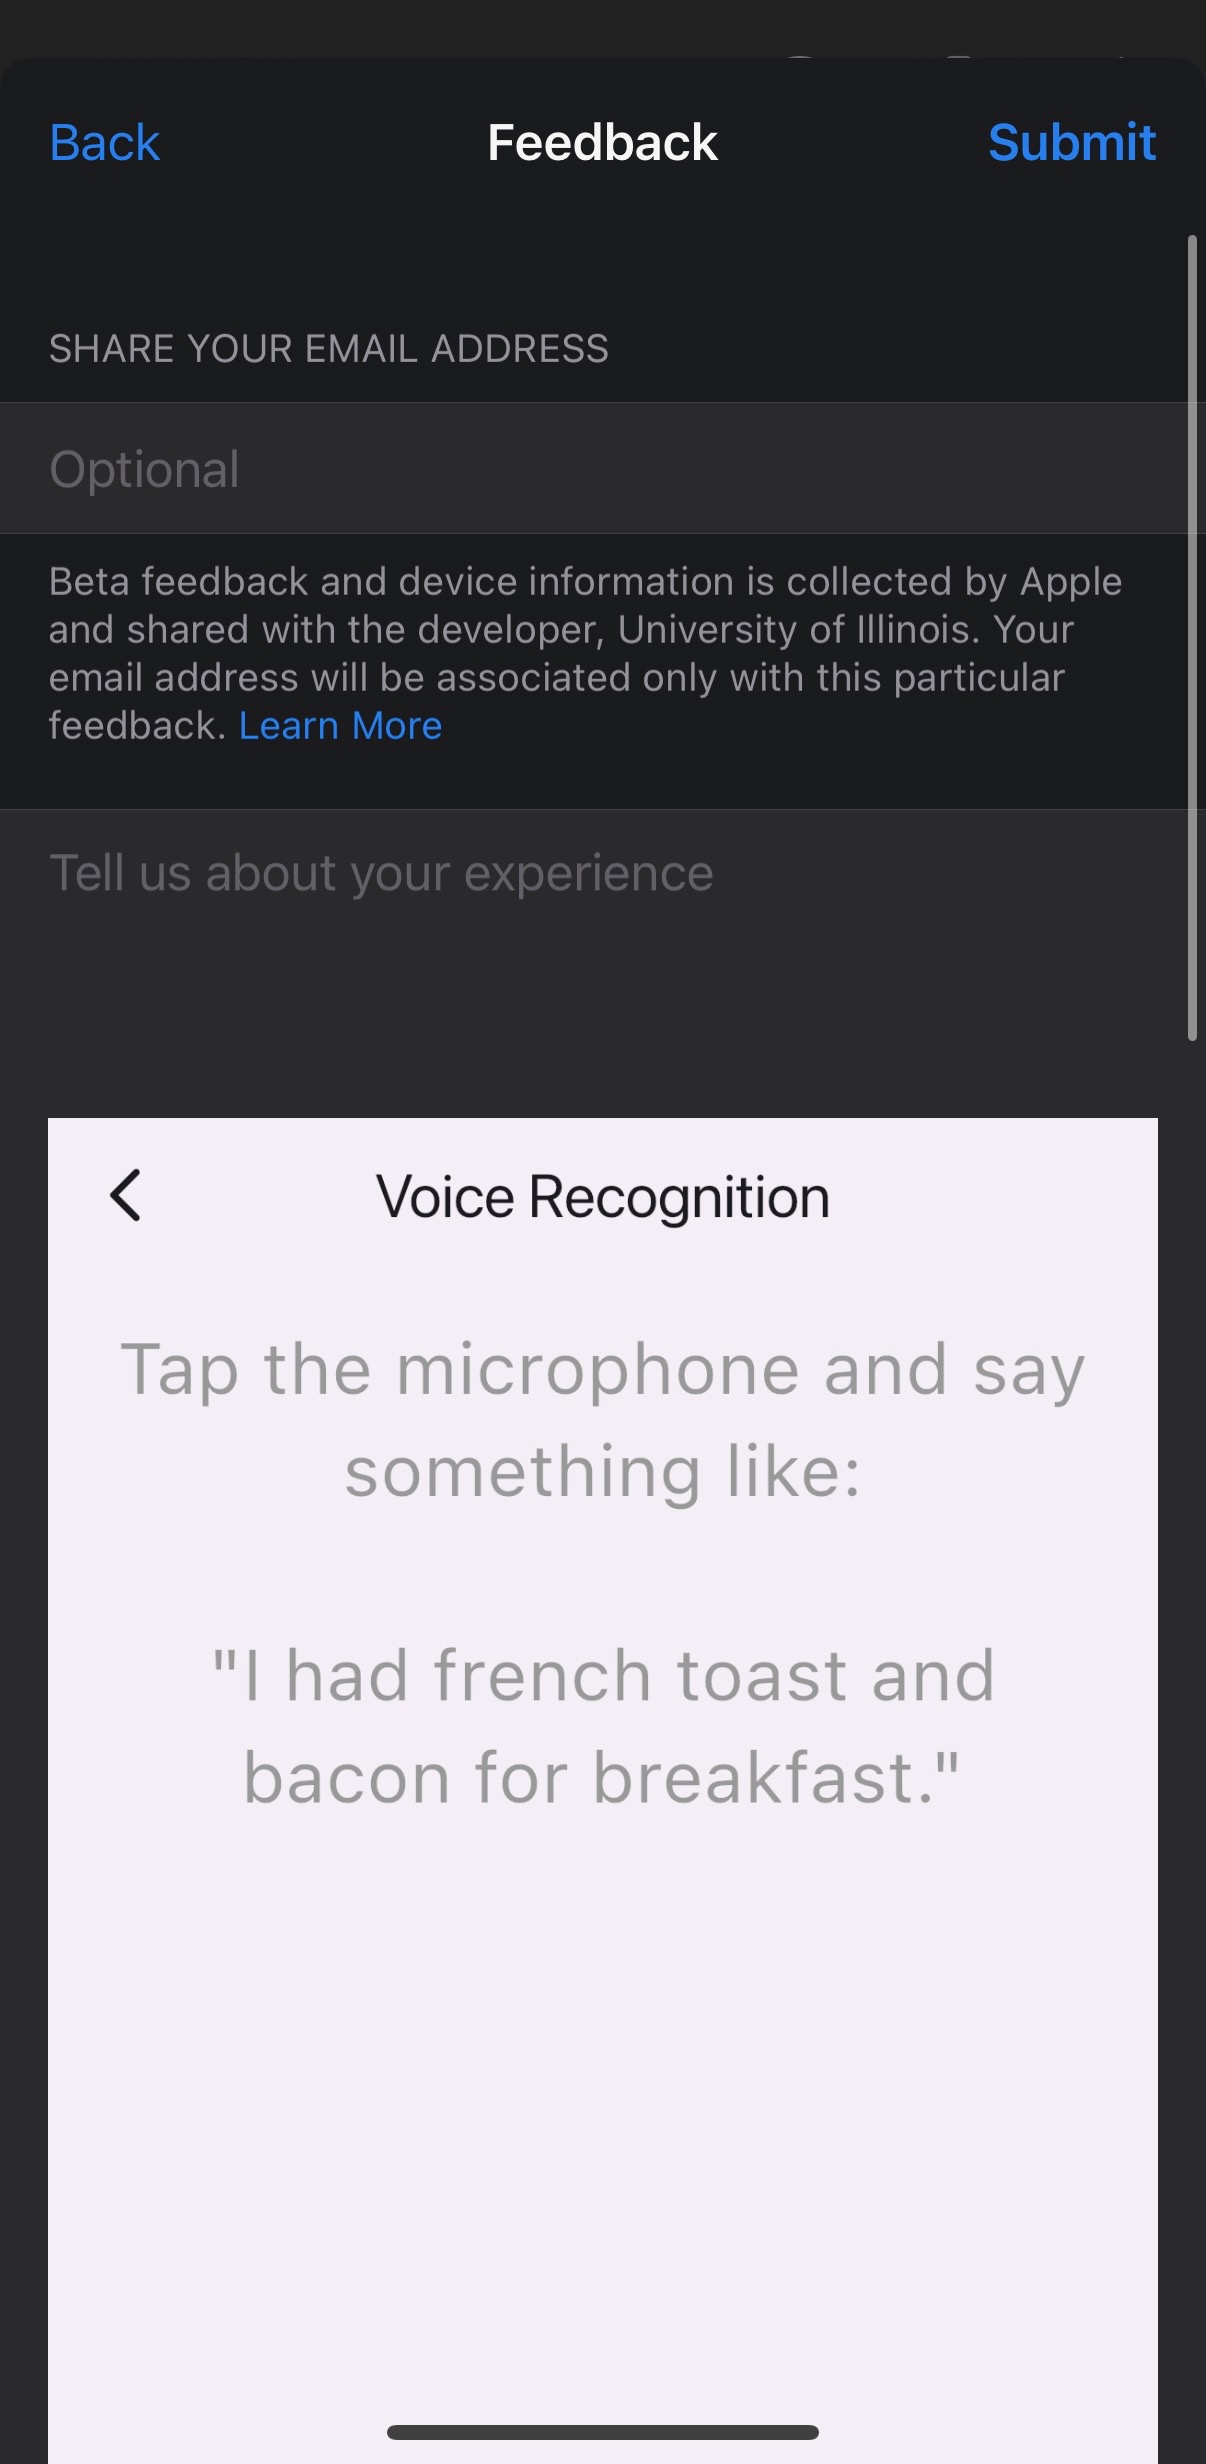 Back
Feedback
Submit
SHARE YOUR EMAIL ADDRESS
Optional
Beta feedback and device information is collected by Apple
and shared with the developer, University of Illinois. Your
email address will be associated only with this particular
feedback. Learn More
Tell us about your experience
Voice Recognition
Tap the microphone and say
something like:
"I had french toast and
bacon for breakfast."